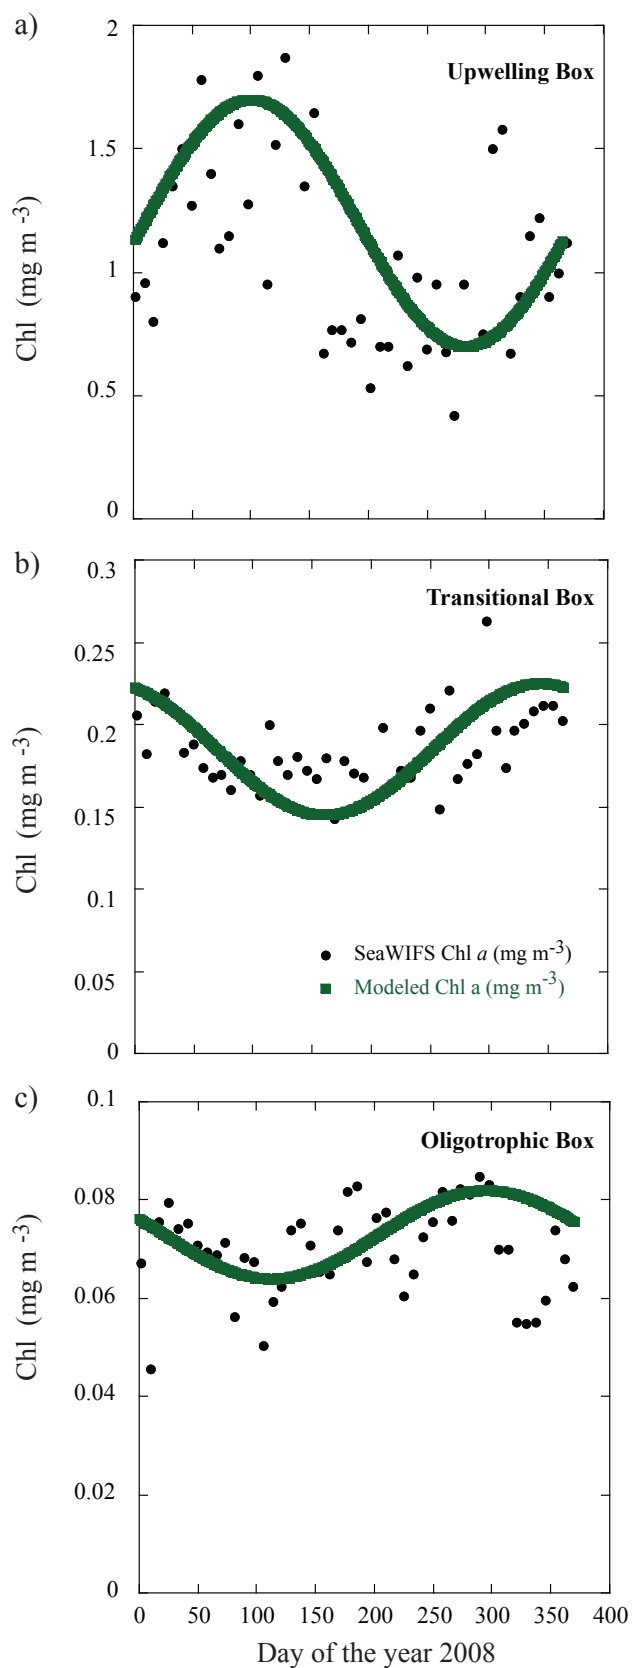 a)
2
Upwelling Box
1.5
1
0.5
0
Chl (mg m -3)
b)
0.3
Transitional Box
0.25
0.2
0.15
0.1
0.05
0
Chl (mg m -3)
SeaWIFS Chl a (mg m-3)
Modeled Chl a (mg m-3)
c)
0.1
Oligotrophic Box
0.08
0.06
0.04
0.02
0
Chl (mg m -3)
0 50 100 150 200 250 300 350 400
Day of the year 2008